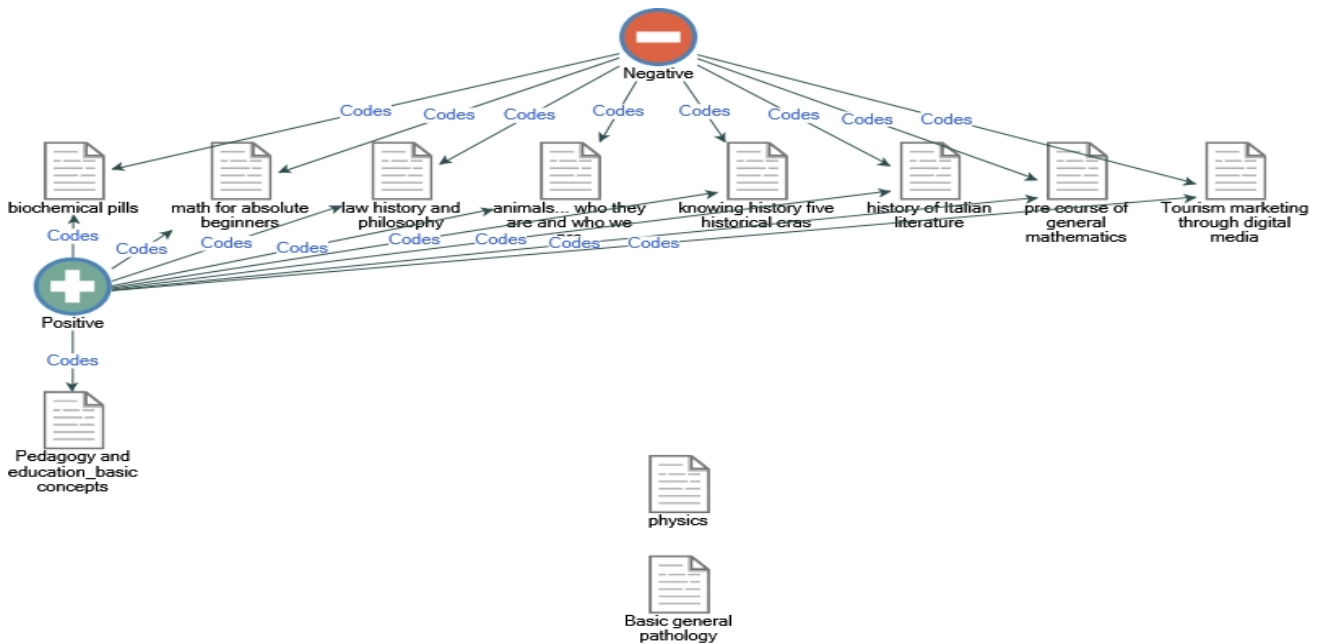 Negative
Codes
Codes
Codes
Codes
Codes
Codes
Codes
Codes
biochemical pills
math for absolute
beginners
law history and
philosophy
animals... who they
are and who we
knowing history five
historical eras
history of Italian
literature
pre course of
general
mathematics
Tourism marketing
through digital
media
Codes
Codes
Codes
Codes
Codes
Codes
Codes
Codes
Positive
Codes
Pedagogy and
education_basic
concepts
physics
Basic general
pathology